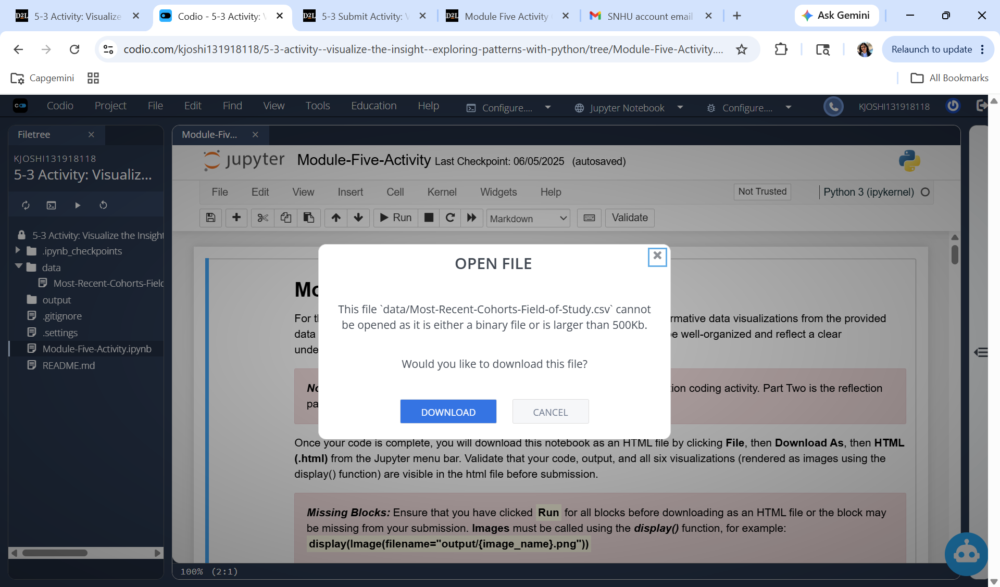 5-3 Activity: Visualize
Codio - 5-3 Activity: V
5-3 Submit Activity: V
Module Five Activity
SNHU account email
Ask Gemini
codio.com/kjoshi131918118/5-3-activity--visualize-the-insight--exploring-patterns-with-python/tree/Module-Five-Activity....
Relaunch to update
Capgemini
All Bookmarks
Codio Project File Edit Find View Tools Education Help Configure.... Jupyter Notebook Configure.... KJOSHI131918118
Filetree
Module-Fiv...
KJOSHI131918118
5-3 Activity: Visualiz...
jupyter Module-Five-Activity Last Checkpoint: 06/05/2025 (autosaved)
File Edit View Insert Cell Kernel Widgets Help Not Trusted Python 3 (ipykernel)
Run Markdown Validate
5-3 Activity: Visualize the Insight
.ipynb_checkpoints
data
Most-Recent-Cohorts-Field
output
.gitignore
.settings
Module-Five-Activity.ipynb
README.md
OPEN FILE
This file `data/Most-Recent-Cohorts-Field-of-Study.csv` cannot
be opened as it is either a binary file or is larger than 500Kb.
Would you like to download this file?
DOWNLOAD CANCEL
rmative data visualizations from the provided
data
e well-organized and reflect a clear
unde
ion coding activity. Part Two is the reflection
pa
Once your code is complete, you will download this notebook as an HTML file by clicking File, then Download As, then HTML
(.html) from the Jupyter menu bar. Validate that your code, output, and all six visualizations (rendered as images using the
display() function) are visible in the html file before submission.
Missing Blocks: Ensure that you have clicked Run for all blocks before downloading as an HTML file or the block may
be missing from your submission. Images must be called using the display() function, for example:
display(Image(filename="output/{image_name}.png"))
100% (2:1)